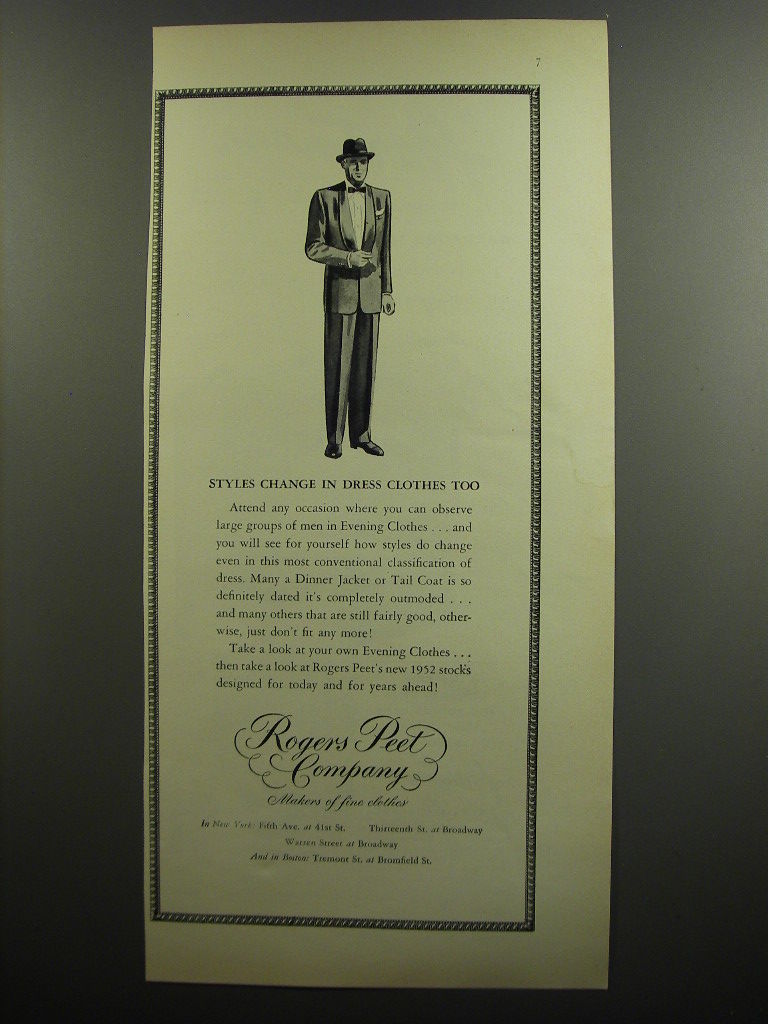 7
STYLES CHANGE IN DRESS CLOTHES TOO
Attend any occasion where you can observe
large groups of men in Evening Clothes . . . and
you will see for yourself how styles do change
even in this most conventional classification of
dress. Many a Dinner Jacket or Tail Coat is so
definitely dated it's completely outmoded . . .
and many others that are still fairly good, other-
wise, just don't fit any more!
Take a look at your own Evening Clothes . . .
then take a look at Rogers Peet's new 1952 stocks
designed for today and for years ahead!
Rogers Peet
Company
Makers of fine clothes
In New York: Fifth Ave. at 41st St. Thirteenth St. at Broadway
Warren Street at Broadway
And in Boston: Tremont St. at Bromfield St.